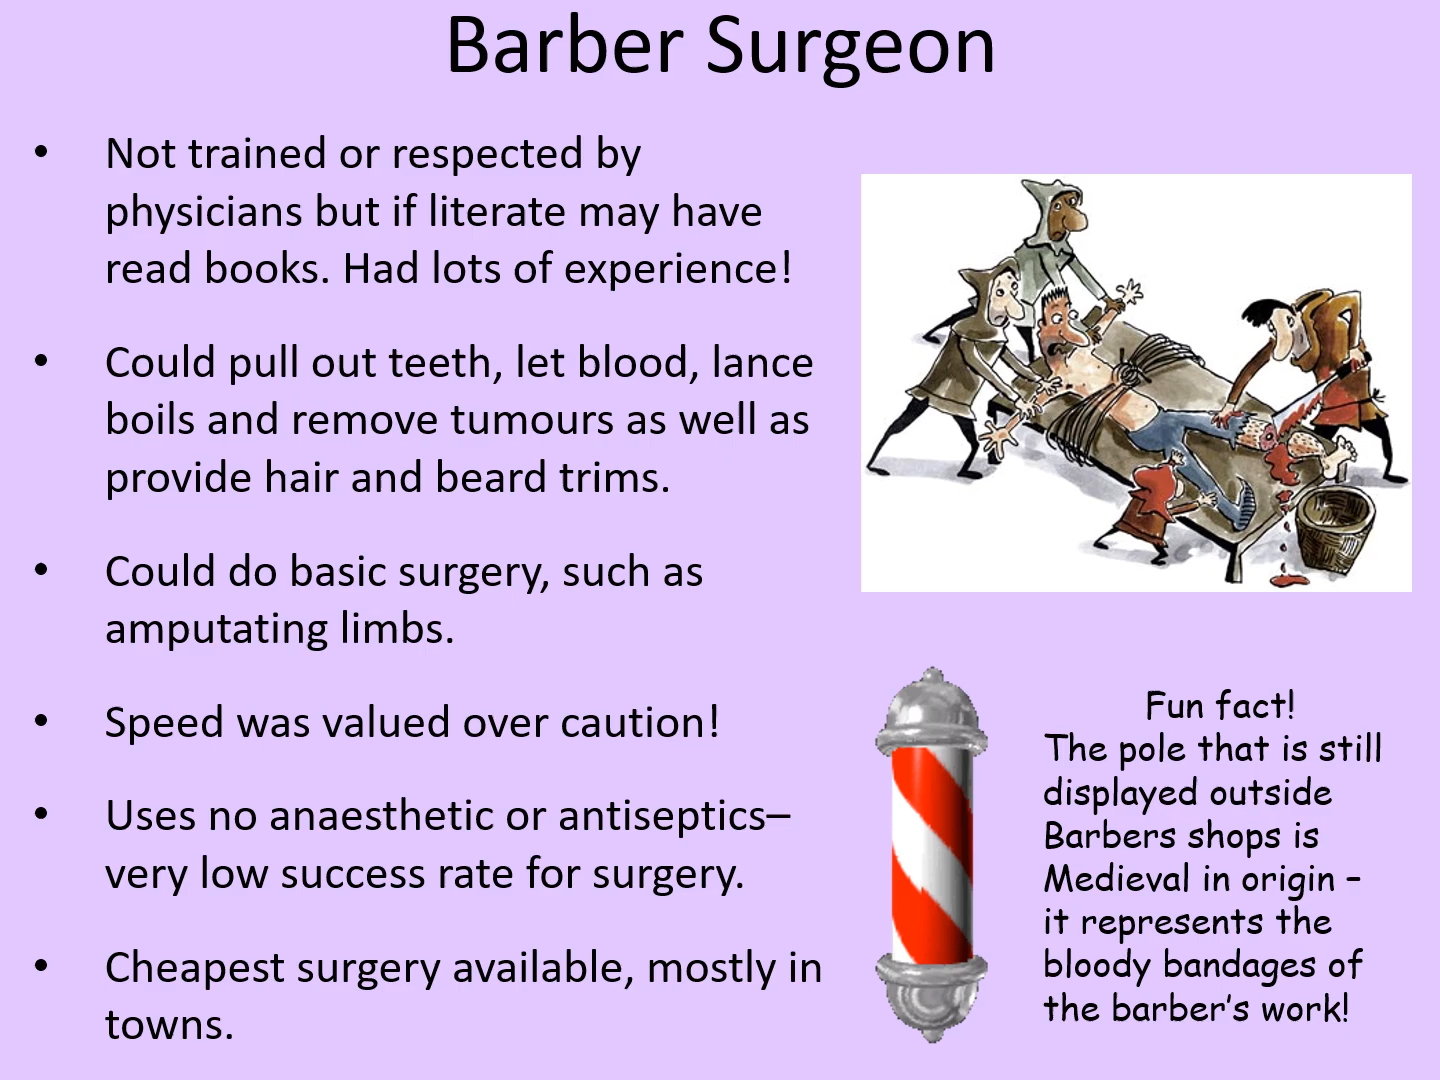 Barber Surgeon
• Not trained or respected by
physicians but if literate may have
read books. Had lots of experience!
• Could pull out teeth, let blood, lance
boils and remove tumours as well as
provide hair and beard trims.
• Could do basic surgery, such as
amputating limbs.
• Speed was valued over caution!
• Uses no anaesthetic or antiseptics–
very low success rate for surgery.
• Cheapest surgery available, mostly in
towns.
Fun fact!
The pole that is still
displayed outside
Barbers shops is
Medieval in origin –
it represents the
bloody bandages of
the barber’s work!